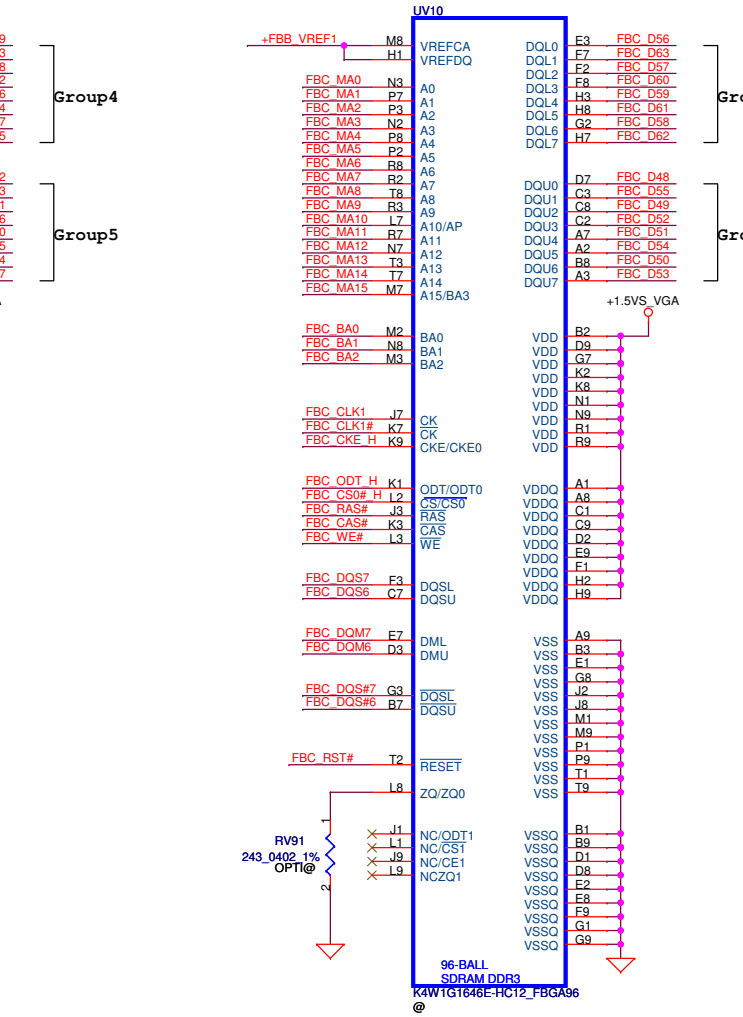 UV10
+FBB_VREF1 M8 VREFCA DQL0 E3 FBC_D56
H1 VREFDQ DQL1 F7 FBC_D63
DQL2 F2 FBC_D57
FBC_MA0 N3 A0 DQL3 F8 FBC_D60
FBC_MA1 P7 A1 DQL4 H3 FBC_D59
FBC_MA2 P3 A2 DQL5 H8 FBC_D61
FBC_MA3 N2 A3 DQL6 G2 FBC_D58
FBC_MA4 P8 A4 DQL7 H7 FBC_D62
Group4
FBC_MA5 P2 A5
FBC_MA6 R8 A6
FBC_MA7 R2 A7 DQU0 D7 FBC_D48
FBC_MA8 T8 A8 DQU1 C3 FBC_D55
FBC_MA9 R3 A9 DQU2 C8 FBC_D49
FBC_MA10 L7 A10/AP DQU3 C2 FBC_D52
FBC_MA11 R7 A11 DQU4 A7 FBC_D51
FBC_MA12 N7 A12 DQU5 A2 FBC_D54
FBC_MA13 T3 A13 DQU6 B8 FBC_D50
FBC_MA14 T7 A14 DQU7 A3 FBC_D53
Group5
FBC_MA15 M7 A15/BA3
+1.5VS_VGA
FBC_BA0 M2 BA0 VDD B2
FBC_BA1 N8 BA1 VDD D9
FBC_BA2 M3 BA2 VDD G7
VDD K2
VDD K8
VDD N1
FBC_CLK1 J7 CK VDD N9
FBC_CLK1# K7 CK VDD R1
FBC_CKE_H K9 CKE/CKE0 VDD R9
FBC_ODT_H K1 ODT/ODT0 VDDQ A1
FBC_CS0#_H L2 CS/CS0 VDDQ A8
FBC_RAS# J3 RAS VDDQ C1
FBC_CAS# K3 CAS VDDQ C9
FBC_WE# L3 WE VDDQ D2
VDDQ E9
VDDQ F1
FBC_DQS7 F3 DQSL VDDQ H2
FBC_DQS6 C7 DQSU VDDQ H9
FBC_DQM7 E7 DML VSS A9
FBC_DQM6 D3 DMU VSS B3
VSS E1
VSS G8
FBC_DQS#7 G3 DQSL VSS J2
FBC_DQS#6 B7 DQSU VSS J8
VSS M1
VSS M9
VSS P1
FBC_RST# T2 RESET VSS P9
VSS T1
L8 ZQ/ZQ0 VSS T9
1
J1 NC/ODT1 VSSQ B1
L1 NC/CS1 VSSQ B9
J9 NC/CE1 VSSQ D1
L9 NCZQ1 VSSQ D8
RV91
243_0402_1%
OPTI@
2
VSSQ E2
VSSQ E8
VSSQ F9
VSSQ G1
VSSQ G9
96-BALL
SDRAM DDR3
K4W1G1646E-HC12_FBGA96
@